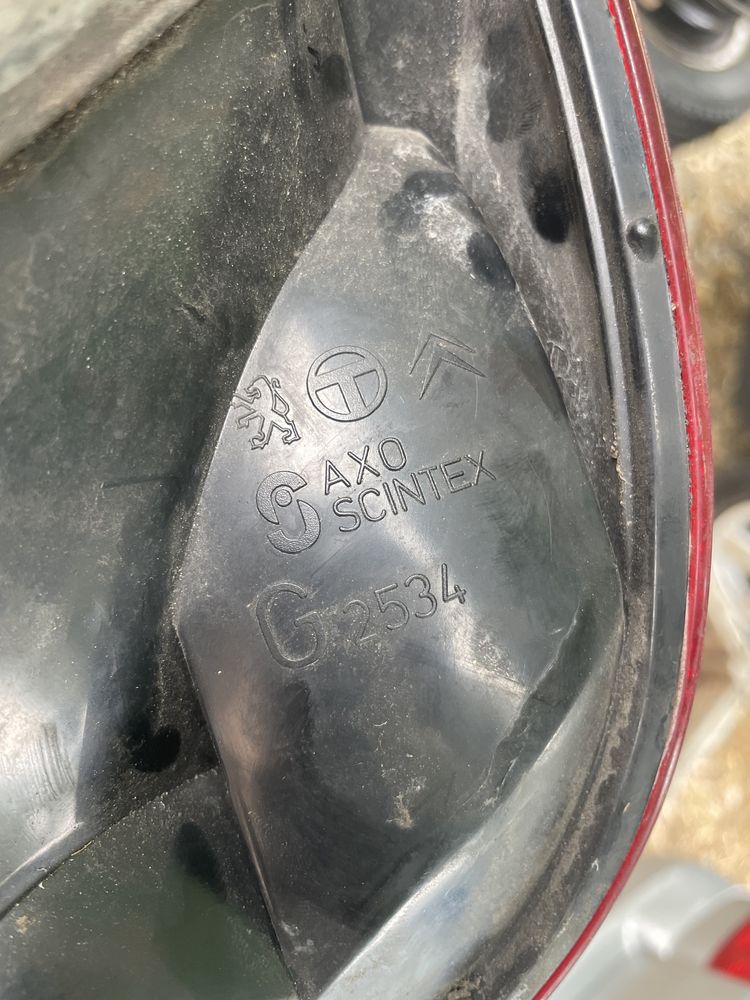 T
AXO
SCINTEX
G 2534